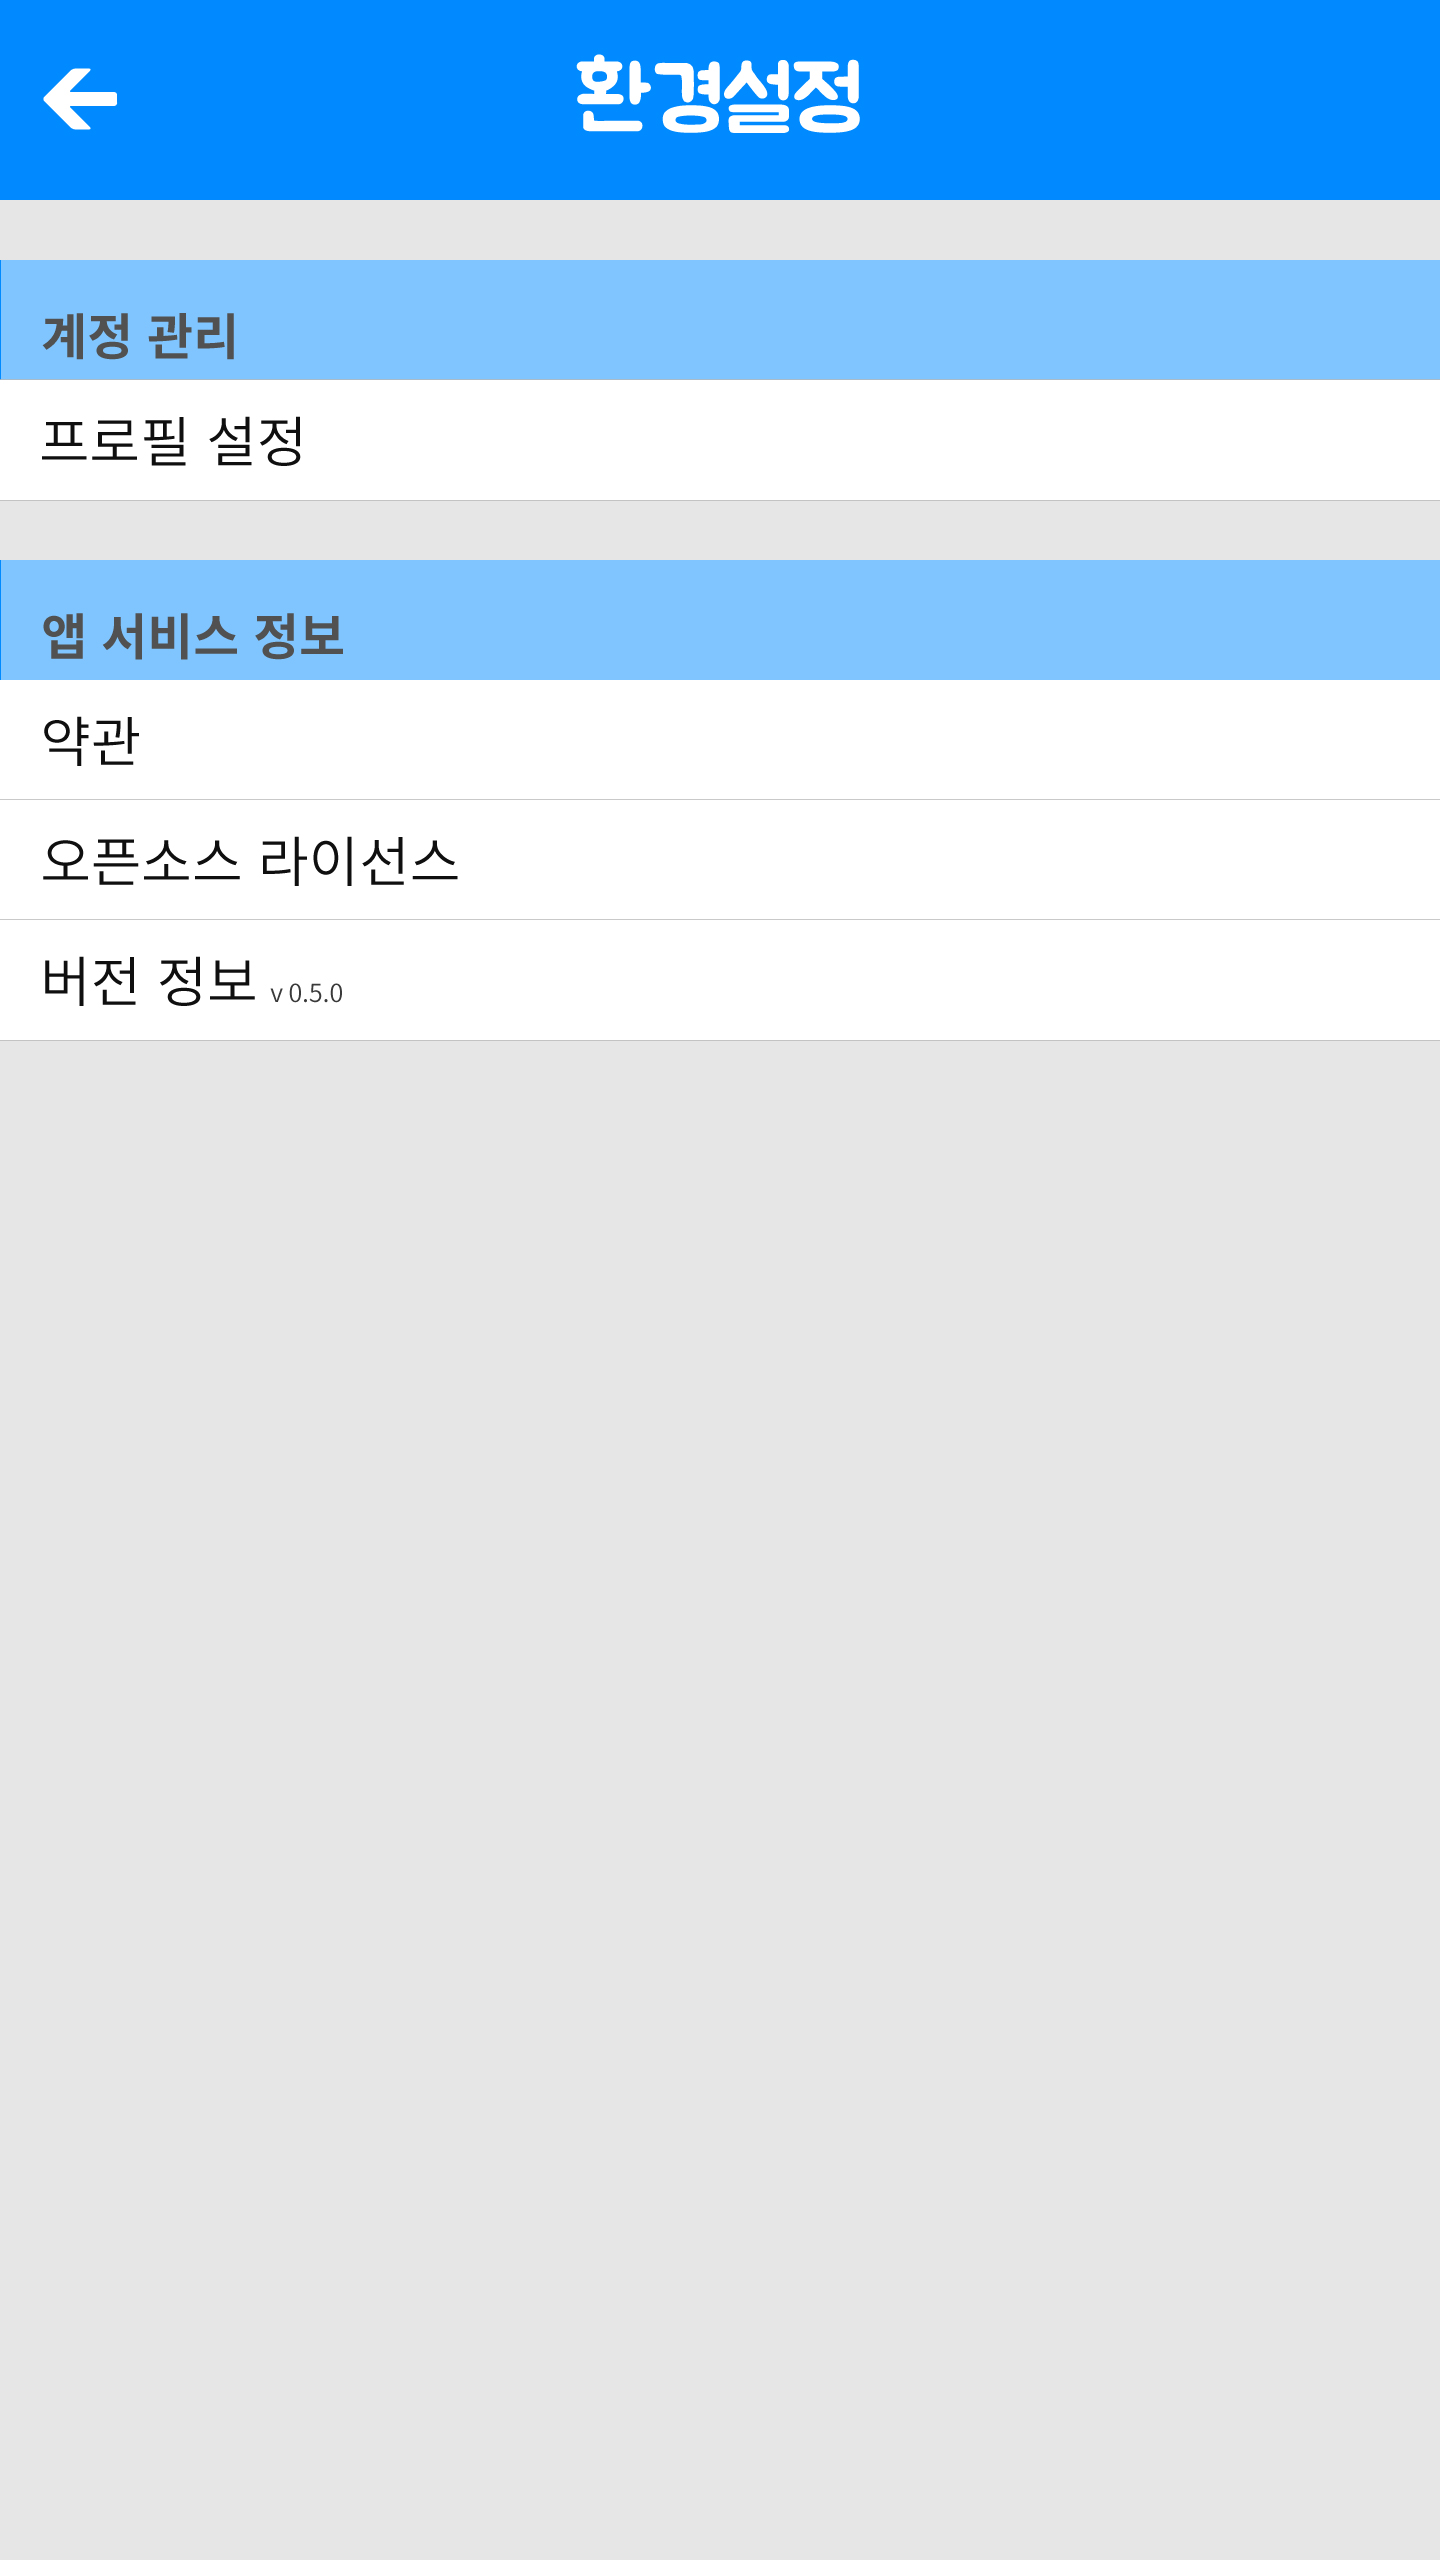 환경설정
계정 관리
프로필 설정
앱 서비스 정보
약관
오픈소스 라이선스
버전 정보 v 0.5.0